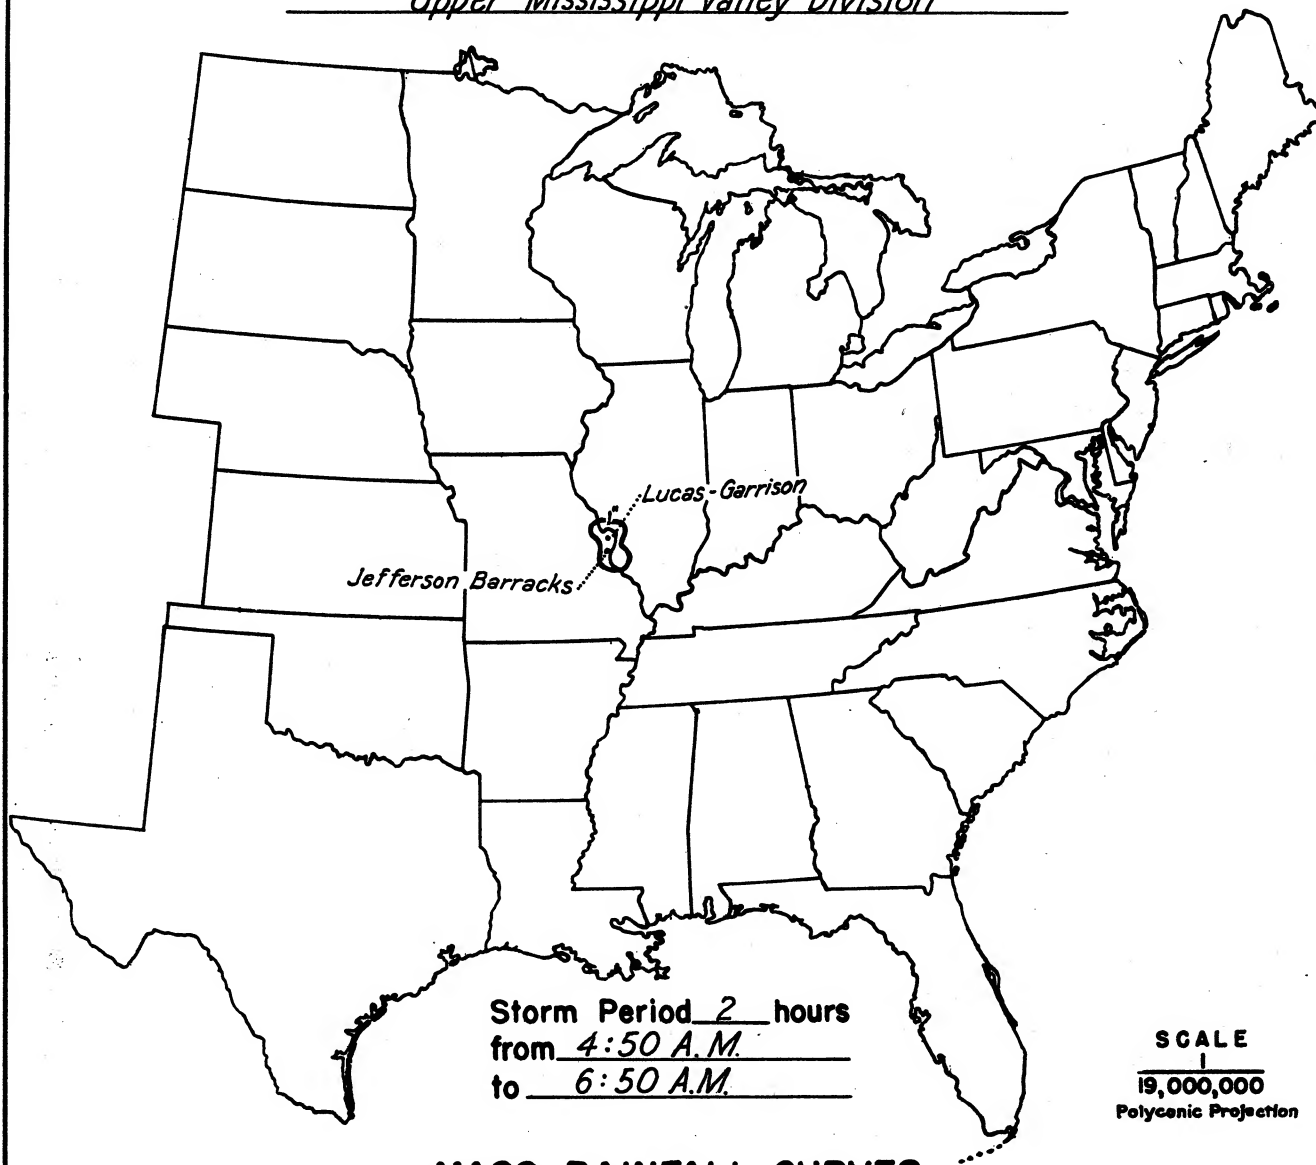 Upper Mississippi Valley Division
1"
Lucas-Garrison
Jefferson Barracks
Storm Period 2 hours
from 4:50 A.M.
to 6:50 A.M.
SCALE
1
19,000,000
Polyconic Projection
MASS RAINFALL CURVES